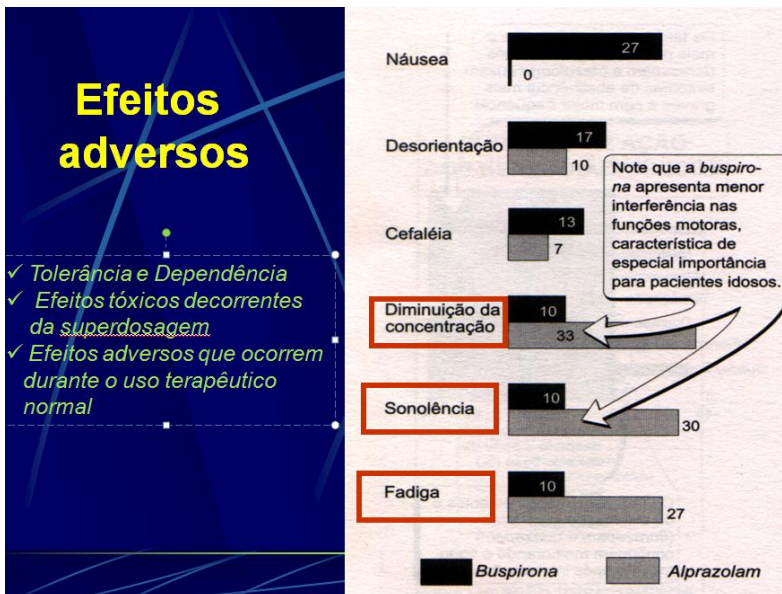 Efeitos
adversos
✓ Tolerância e Dependência
✓ Efeitos tóxicos decorrentes
da superdosagem
✓ Efeitos adversos que ocorrem
durante o uso terapêutico
normal
Náusea
27
0
Desorientação
17
10
Cefaléia
13
7
Note que a buspiro-
na apresenta menor
interferência nas
funções motoras,
característica de
especial importância
para pacientes idosos.
Diminuição da
concentração
10
33
Sonolência
10
30
Fadiga
10
27
Buspirona
Alprazolam